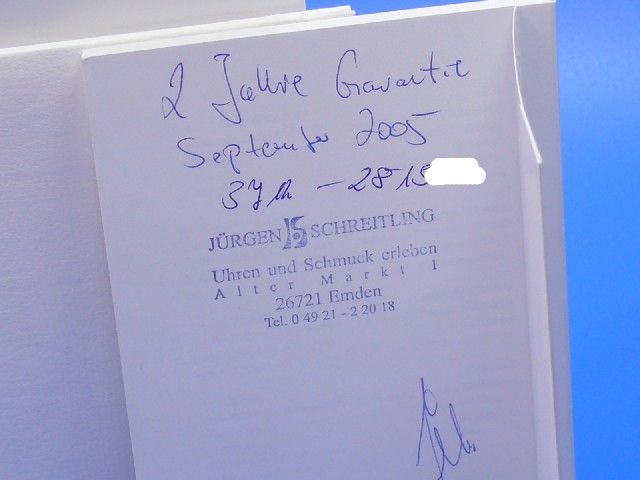 2 Jahre Garantie
September 2005
JÜRGEN JS SCHREITLING
Uhren und Schmuck erleben
Alter Markt 1
26721 Emden
Tel. 0 49 21 - 2 20 18